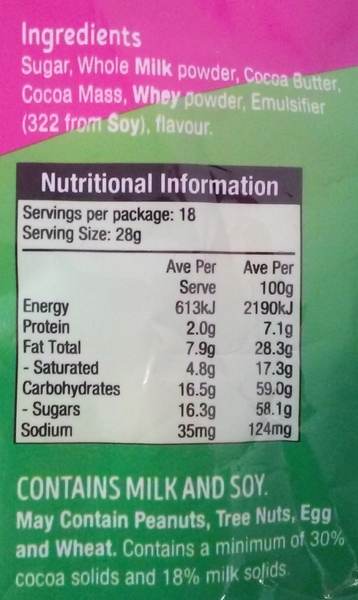 Ingredients
Sugar, Whole Milk powder, Cocoa Butter,
Cocoa Mass, Whey powder, Emulsifier
(322 from Soy), flavour.
Nutritional Information
Servings per package: 18
Serving Size: 28g
Ave Per Ave Per
Serve 100g
Energy 613kJ 2190kJ
Protein 2.0g 7.1g
Fat Total 7.9g 28.3g
- Saturated 4.8g 17.3g
Carbohydrates 16.5g 59.0g
- Sugars 16.3g 58.1g
Sodium 35mg 124mg
CONTAINS MILK AND SOY.
May Contain Peanuts, Tree Nuts, Egg
and Wheat. Contains a minimum of 30%
cocoa solids and 18% milk solids.